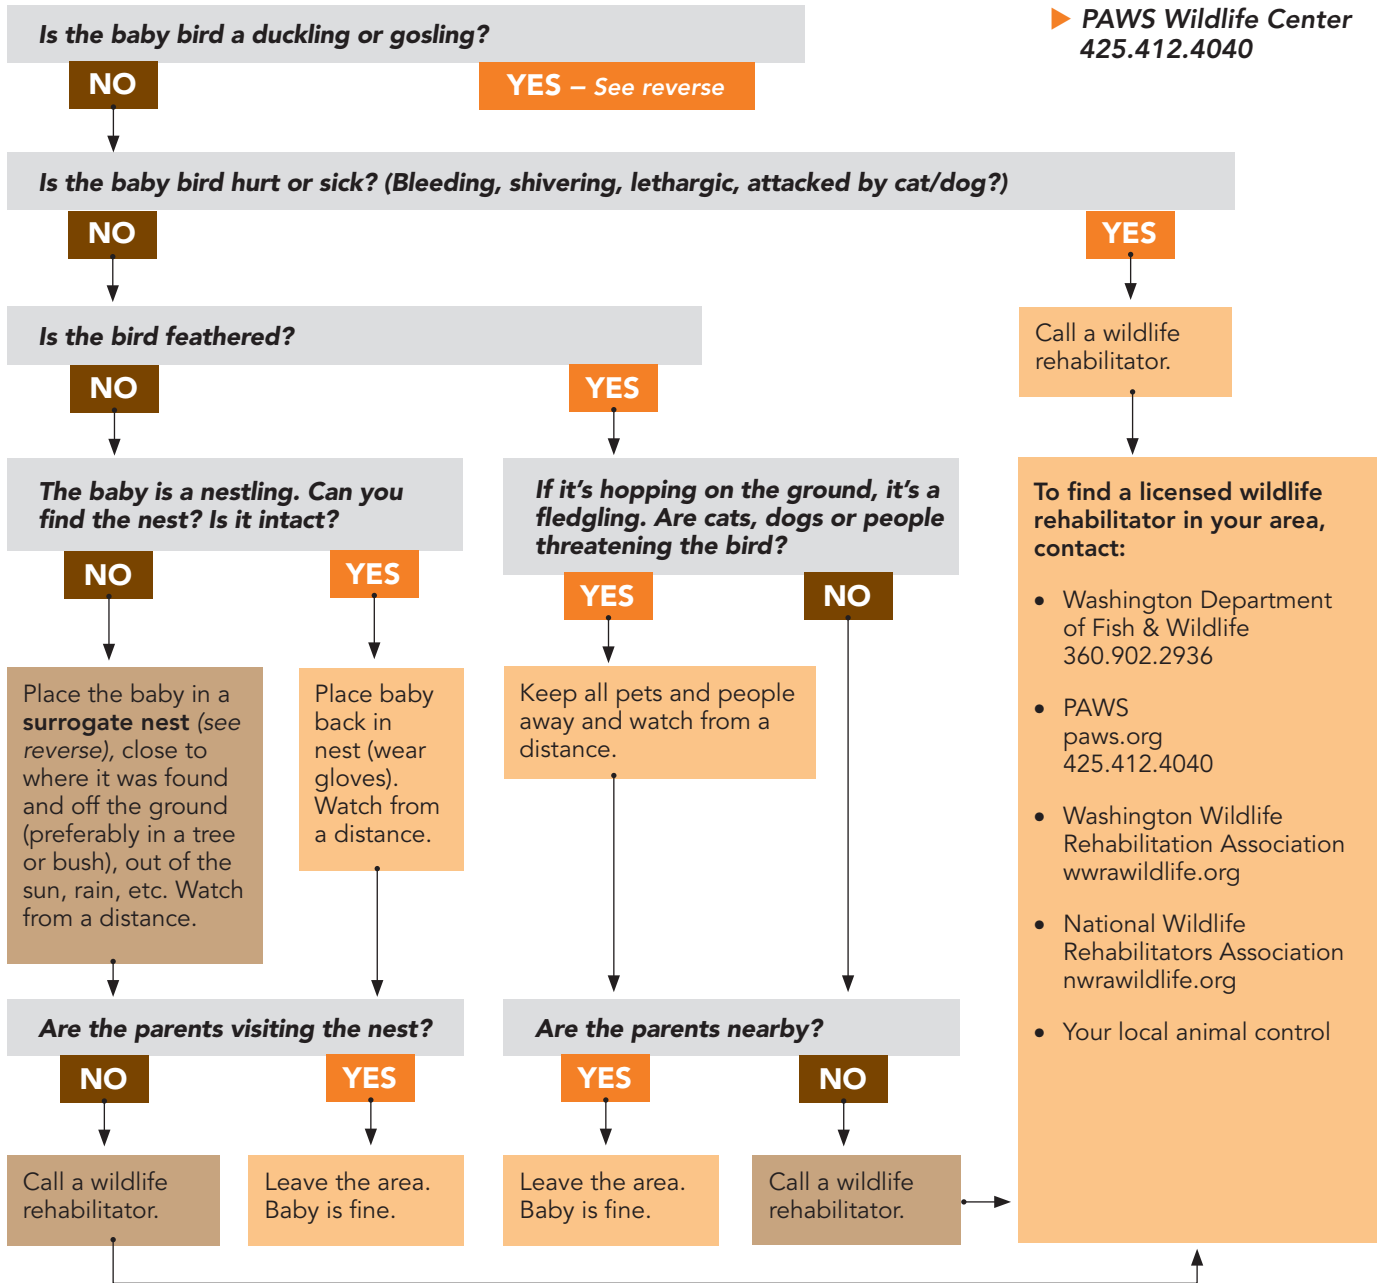 Is the baby bird a duckling or gosling?
▶ PAWS Wildlife Center
425.412.4040
NO
YES – See reverse
Is the baby bird hurt or sick? (Bleeding, shivering, lethargic, attacked by cat/dog?)
NO
YES
Is the bird feathered?
Call a wildlife
rehabilitator.
NO
YES
The baby is a nestling. Can you
find the nest? Is it intact?
NO
YES
If it's hopping on the ground, it's a
fledgling. Are cats, dogs or people
threatening the bird?
YES
NO
Place the baby in a
surrogate nest (see
reverse), close to
where it was found
and off the ground
(preferably in a tree
or bush), out of the
sun, rain, etc. Watch
from a distance.
Place baby
back in
nest (wear
gloves).
Watch from
a distance.
Keep all pets and people
away and watch from a
distance.
Are the parents visiting the nest?
NO
YES
Are the parents nearby?
YES
NO
Call a wildlife
rehabilitator.
Leave the area.
Baby is fine.
Leave the area.
Baby is fine.
Call a wildlife
rehabilitator.
To find a licensed wildlife
rehabilitator in your area,
contact:
• Washington Department
of Fish & Wildlife
360.902.2936
• PAWS
paws.org
425.412.4040
• Washington Wildlife
Rehabilitation Association
wwrawildlife.org
• National Wildlife
Rehabilitators Association
nwrawildlife.org
• Your local animal control